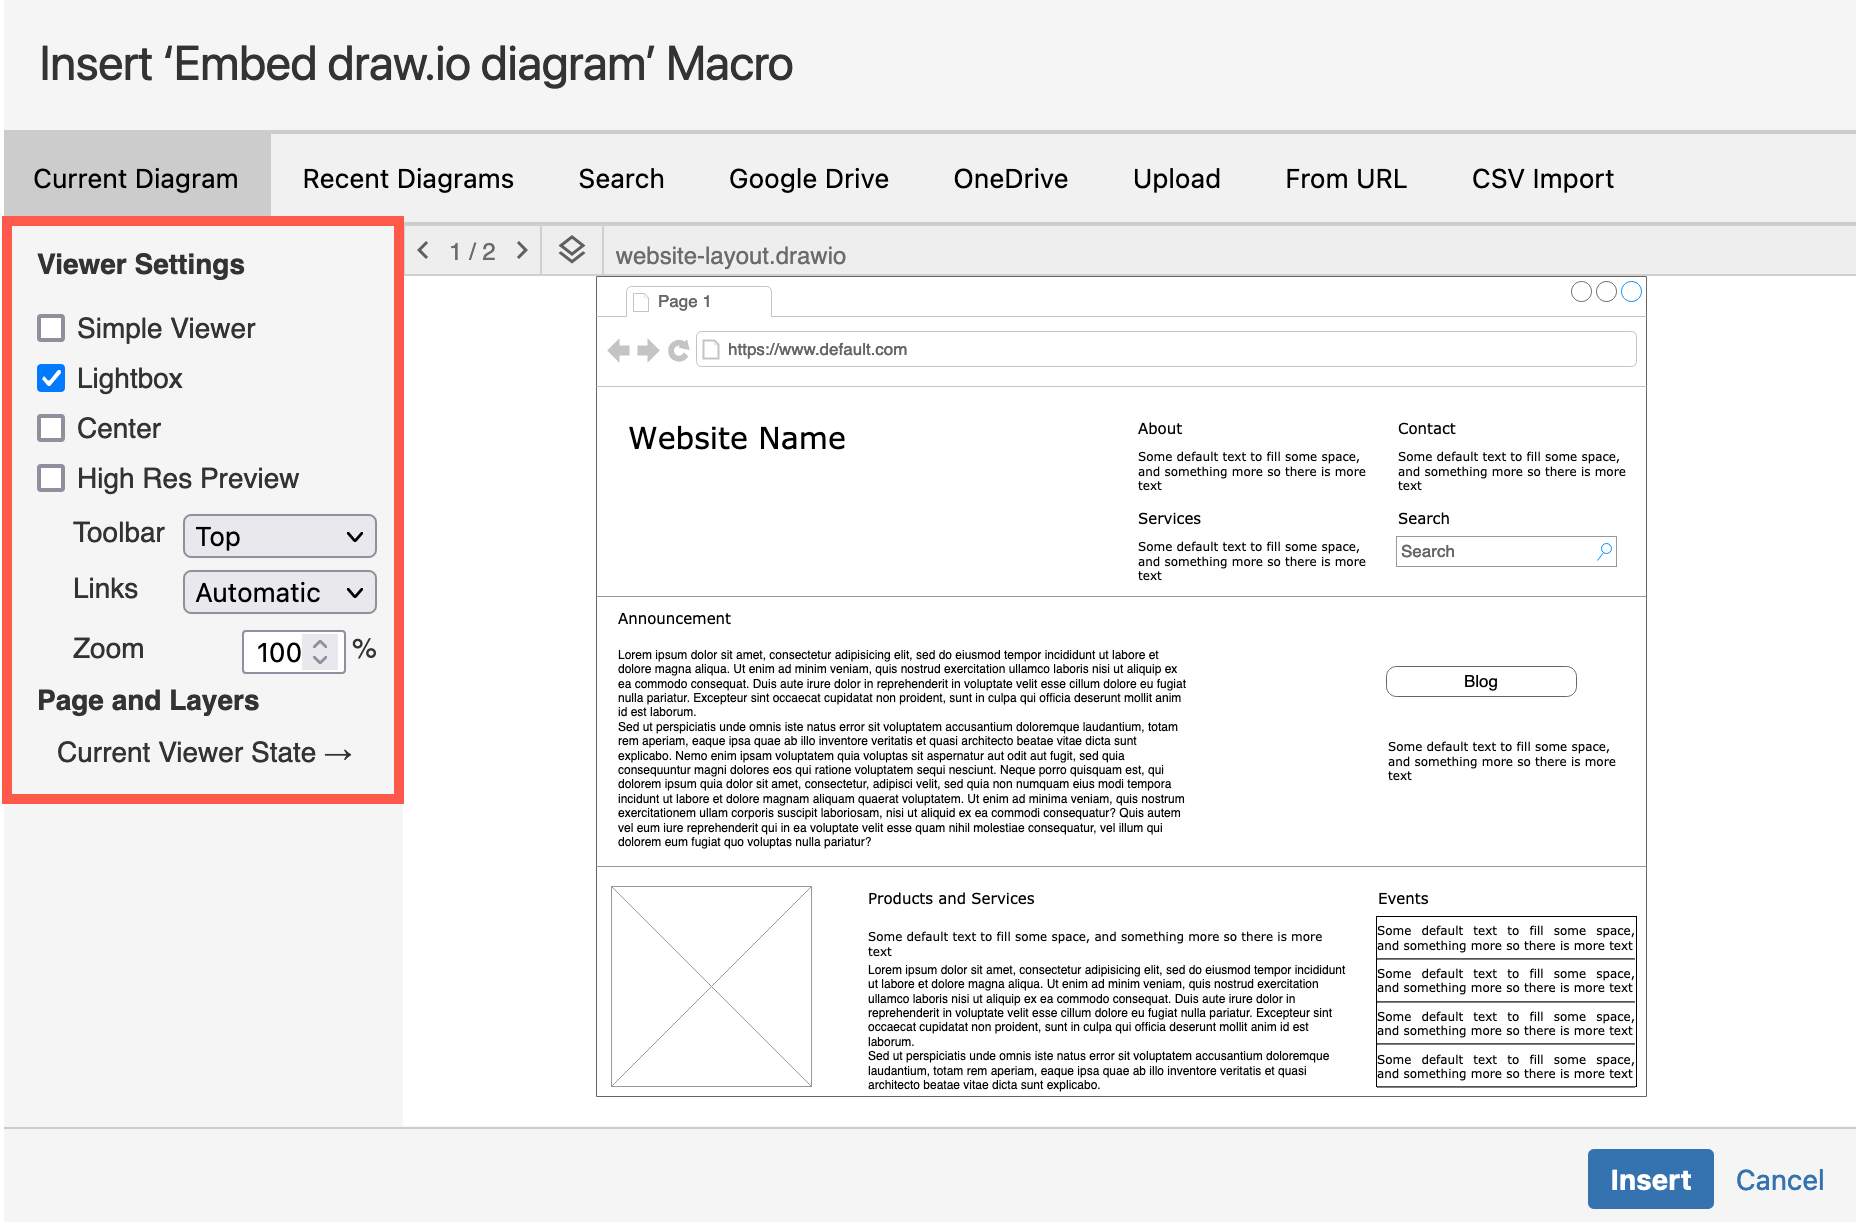 Insert ‘Embed draw.io diagram’ Macro
Current Diagram
Recent Diagrams
Search
Google Drive
OneDrive
Upload
From URL
CSV Import
Viewer Settings
Simple Viewer
Lightbox
Center
High Res Preview
Toolbar Top
Links Automatic
Zoom 100 %
Page and Layers
Current Viewer State →
1 / 2
website-layout.drawio
Page 1
https://www.default.com
Website Name
About
Some default text to fill some space,
and something more so there is more
text
Contact
Some default text to fill some space,
and something more so there is more
text
Services
Some default text to fill some space,
and something more so there is more
text
Search
Search
Announcement
Lorem ipsum dolor sit amet, consectetur adipisicing elit, sed do eiusmod tempor incididunt ut labore et
dolore magna aliqua. Ut enim ad minim veniam, quis nostrud exercitation ullamco laboris nisi ut aliquip ex
ea commodo consequat. Duis aute irure dolor in reprehenderit in voluptate velit esse cillum dolore eu fugiat
nulla pariatur. Excepteur sint occaecat cupidatat non proident, sunt in culpa qui officia deserunt mollit anim
id est laborum.
Sed ut perspiciatis unde omnis iste natus error sit voluptatem accusantium doloremque laudantium, totam
rem aperiam, eaque ipsa quae ab illo inventore veritatis et quasi architecto beatae vitae dicta sunt
explicabo. Nemo enim ipsam voluptatem quia voluptas sit aspernatur aut odit aut fugit, sed quia
consequuntur magni dolores eos qui ratione voluptatem sequi nesciunt. Neque porro quisquam est, qui
dolorem ipsum quia dolor sit amet, consectetur, adipisci velit, sed quia non numquam eius modi tempora
incidunt ut labore et dolore magnam aliquam quaerat voluptatem. Ut enim ad minima veniam, quis nostrum
exercitationem ullam corporis suscipit laboriosam, nisi ut aliquid ex ea commodi consequatur? Quis autem
vel eum iure reprehenderit qui in ea voluptate velit esse quam nihil molestiae consequatur, vel illum qui
dolorem eum fugiat quo voluptas nulla pariatur?
Blog
Some default text to fill some space,
and something more so there is more
text
Products and Services
Some default text to fill some space, and something more so there is more
text
Lorem ipsum dolor sit amet, consectetur adipisicing elit, sed do eiusmod tempor incididunt
ut labore et dolore magna aliqua. Ut enim ad minim veniam, quis nostrud exercitation
ullamco laboris nisi ut aliquip ex ea commodo consequat. Duis aute irure dolor in
reprehenderit in voluptate velit esse cillum dolore eu fugiat nulla pariatur. Excepteur sint
occaecat cupidatat non proident, sunt in culpa qui officia deserunt mollit anim id est
laborum.
Sed ut perspiciatis unde omnis iste natus error sit voluptatem accusantium doloremque
laudantium, totam rem aperiam, eaque ipsa quae ab illo inventore veritatis et quasi
architecto beatae vitae dicta sunt explicabo.
Events
Some default text to fill some space,
and something more so there is more text
Some default text to fill some space,
and something more so there is more text
Some default text to fill some space,
and something more so there is more text
Some default text to fill some space,
and something more so there is more text
Insert
Cancel